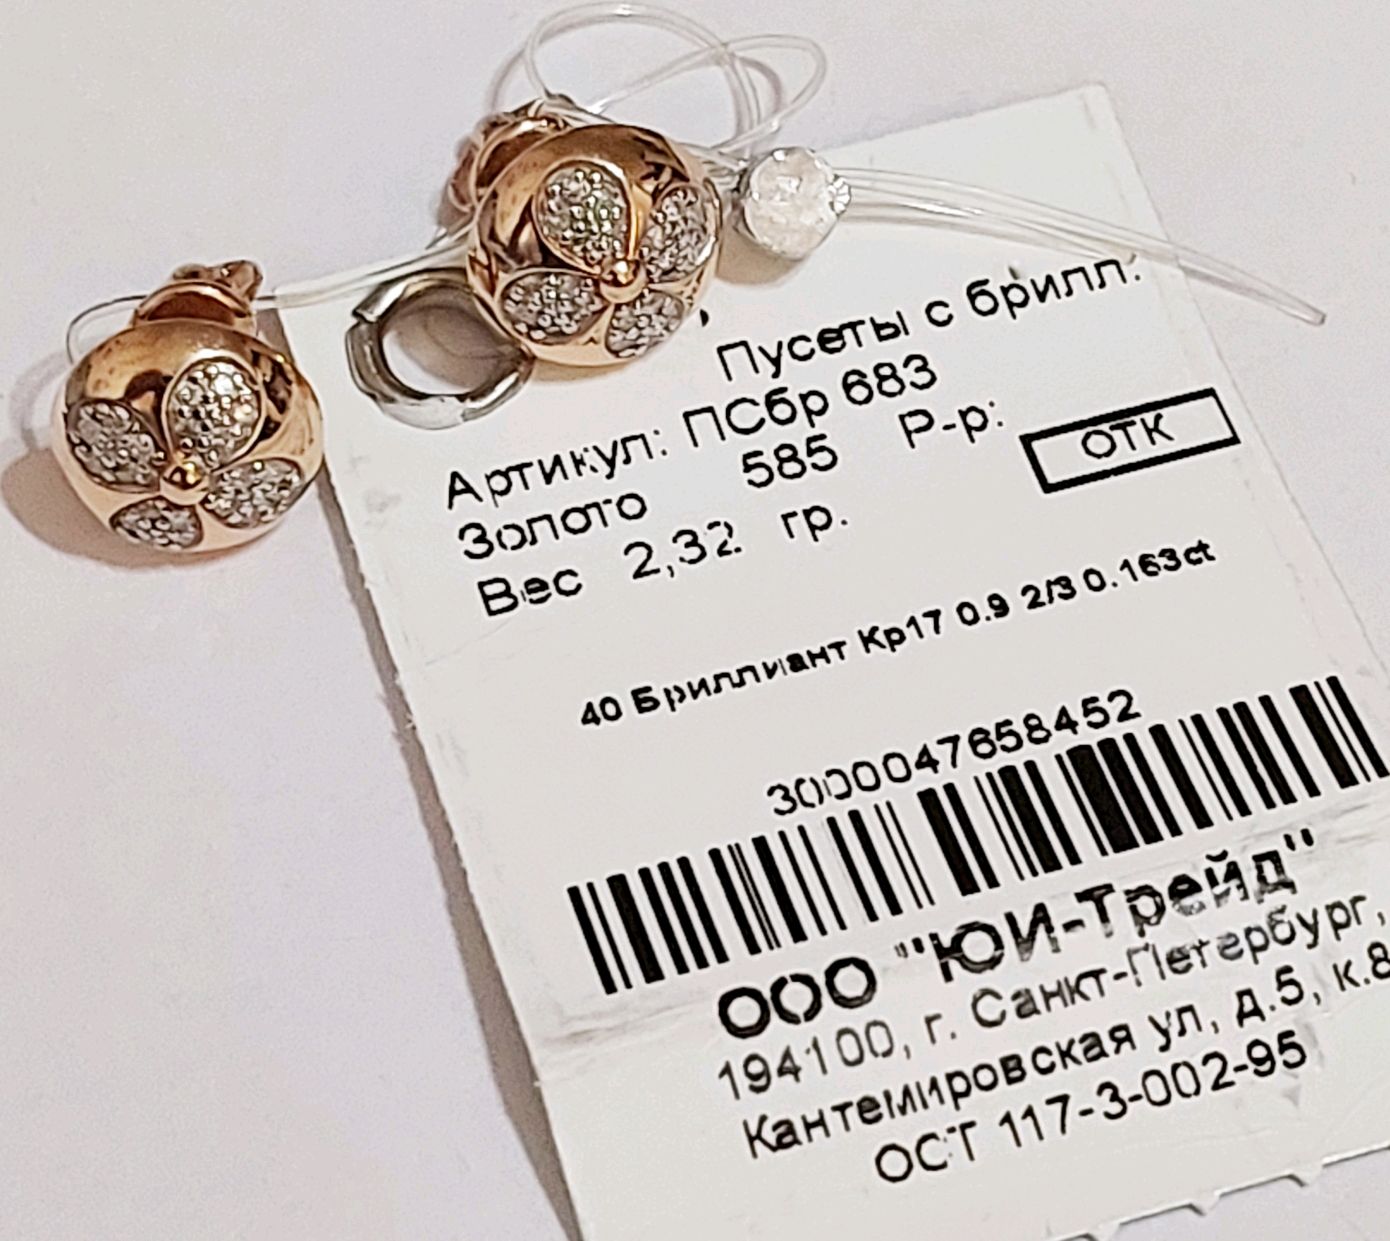 Пусеты с брилл.
Артикул: ПСбр 683
Золото 585 Р-р:
ОТК
Вес 2,32 гр.
40 Бриллиант Кр17 0.9 2/3 0.163ct
3000047658452
ООО "ЮИ-Трейд"
194100, г. Санкт-Петербург,
Кантемировская ул, д.5, к.8
ОСТ 117-3-002-95